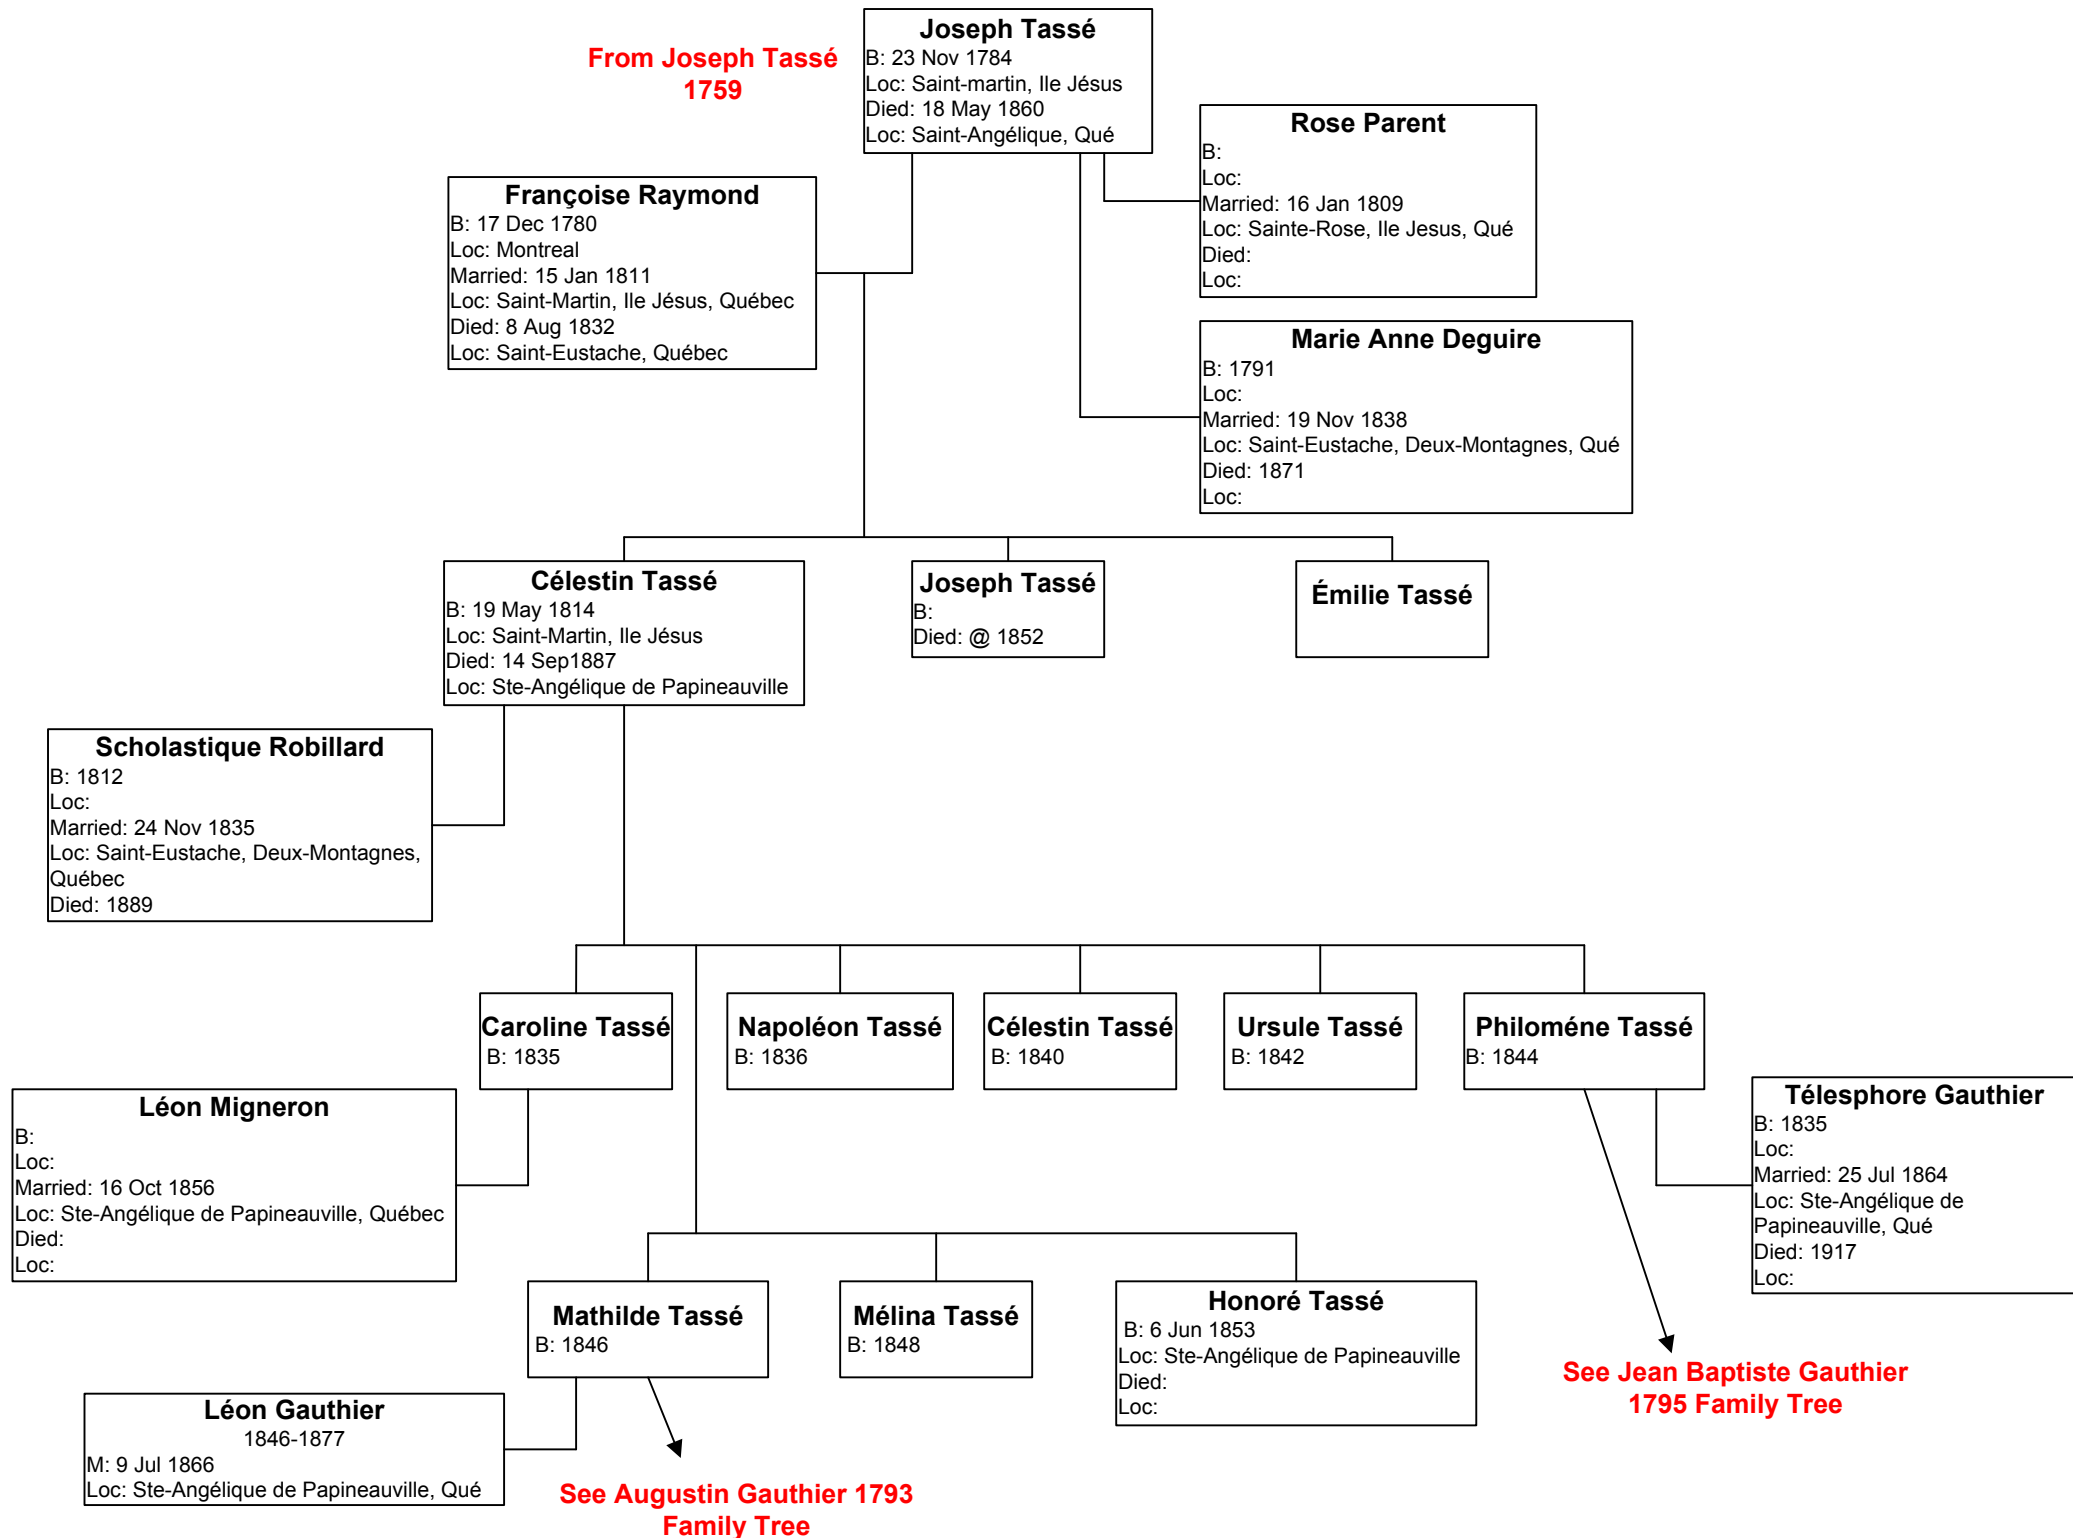 Joseph Tassé
B: 23 Nov 1784
Loc: Saint-martin, Ile Jésus
Died: 18 May 1860
Loc: Saint-Angélique, Qué
From Joseph Tassé
1759
Rose Parent
B:
Loc:
Married: 16 Jan 1809
Loc: Sainte-Rose, Ile Jesus, Qué
Died:
Loc:
Françoise Raymond
B: 17 Dec 1780
Loc: Montreal
Married: 15 Jan 1811
Loc: Saint-Martin, Ile Jésus, Québec
Died: 8 Aug 1832
Loc: Saint-Eustache, Québec
Marie Anne Deguire
B: 1791
Loc:
Married: 19 Nov 1838
Loc: Saint-Eustache, Deux-Montagnes, Qué
Died: 1871
Loc:
Célestin Tassé
B: 19 May 1814
Loc: Saint-Martin, Ile Jésus
Died: 14 Sep1887
Loc: Ste-Angélique de Papineauville
Joseph Tassé
B:
Died: @ 1852
Émilie Tassé
Scholastique Robillard
B: 1812
Loc:
Married: 24 Nov 1835
Loc: Saint-Eustache, Deux-Montagnes,
Québec
Died: 1889
Caroline Tassé
B: 1835
Napoléon Tassé
B: 1836
Célestin Tassé
B: 1840
Ursule Tassé
B: 1842
Philoméne Tassé
B: 1844
Léon Migneron
B:
Loc:
Married: 16 Oct 1856
Loc: Ste-Angélique de Papineauville, Québec
Died:
Loc:
Télesphore Gauthier
B: 1835
Loc:
Married: 25 Jul 1864
Loc: Ste-Angélique de
Papineauville, Qué
Died: 1917
Loc:
Mathilde Tassé
B: 1846
Mélina Tassé
B: 1848
Honoré Tassé
B: 6 Jun 1853
Loc: Ste-Angélique de Papineauville
Died:
Loc:
See Jean Baptiste Gauthier
1795 Family Tree
Léon Gauthier
1846-1877
M: 9 Jul 1866
Loc: Ste-Angélique de Papineauville, Qué
See Augustin Gauthier 1793
Family Tree